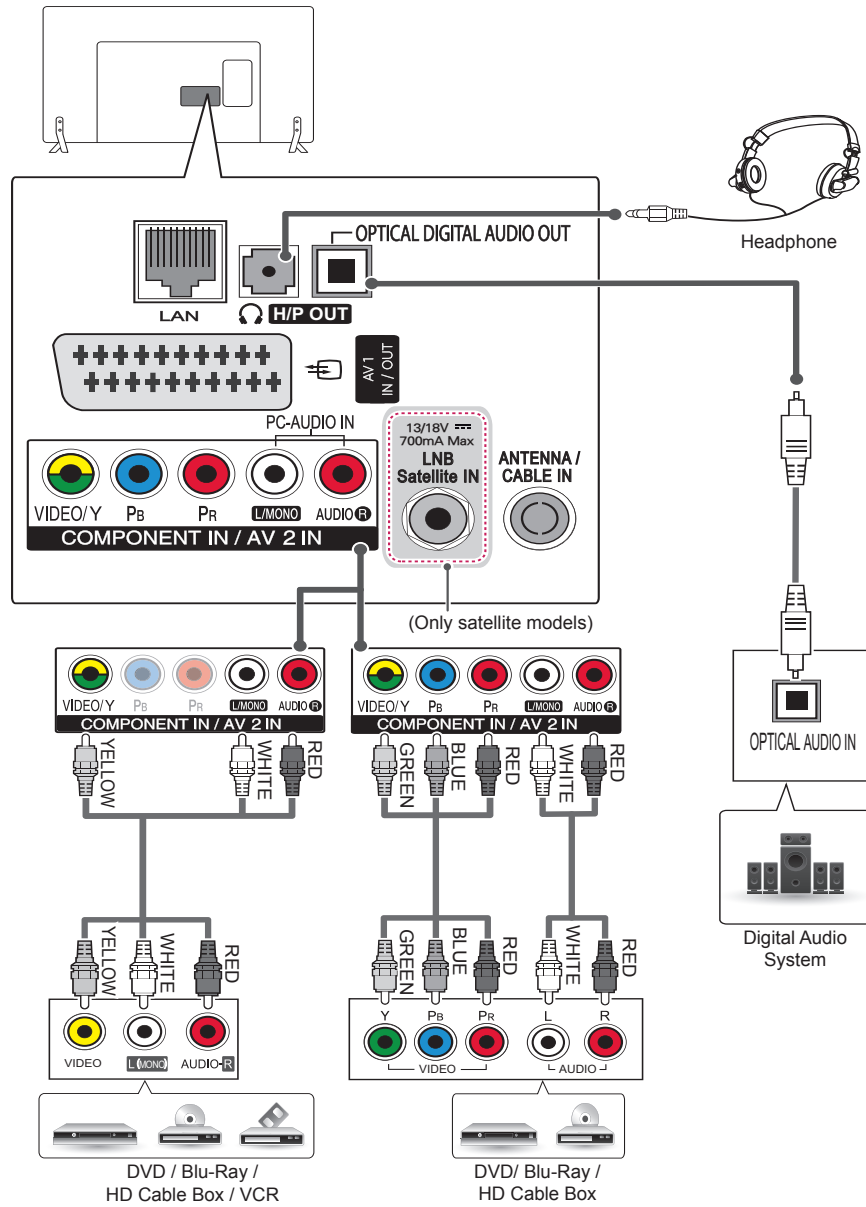 Headphone
OPTICAL DIGITAL AUDIO OUT
LAN
H/P OUT
AV1
IN / OUT
PC-AUDIO IN
13/18V
700mA Max
LNB
Satellite IN
ANTENNA /
CABLE IN
VIDEO/ Y PB PR L/MONO AUDIO R
COMPONENT IN / AV 2 IN
(Only satellite models)
VIDEO/ Y PB PR L/MONO AUDIO R
COMPONENT IN / AV 2 IN
VIDEO/ Y PB PR L/MONO AUDIO R
COMPONENT IN / AV 2 IN
YELLOW WHITE RED
GREEN BLUE RED WHITE RED
OPTICAL AUDIO IN
Digital Audio
System
YELLOW WHITE RED
GREEN BLUE RED WHITE RED
VIDEO L (MONO) AUDIO-R
Y PB PR L R
VIDEO AUDIO
DVD / Blu-Ray /
HD Cable Box / VCR
DVD/ Blu-Ray /
HD Cable Box